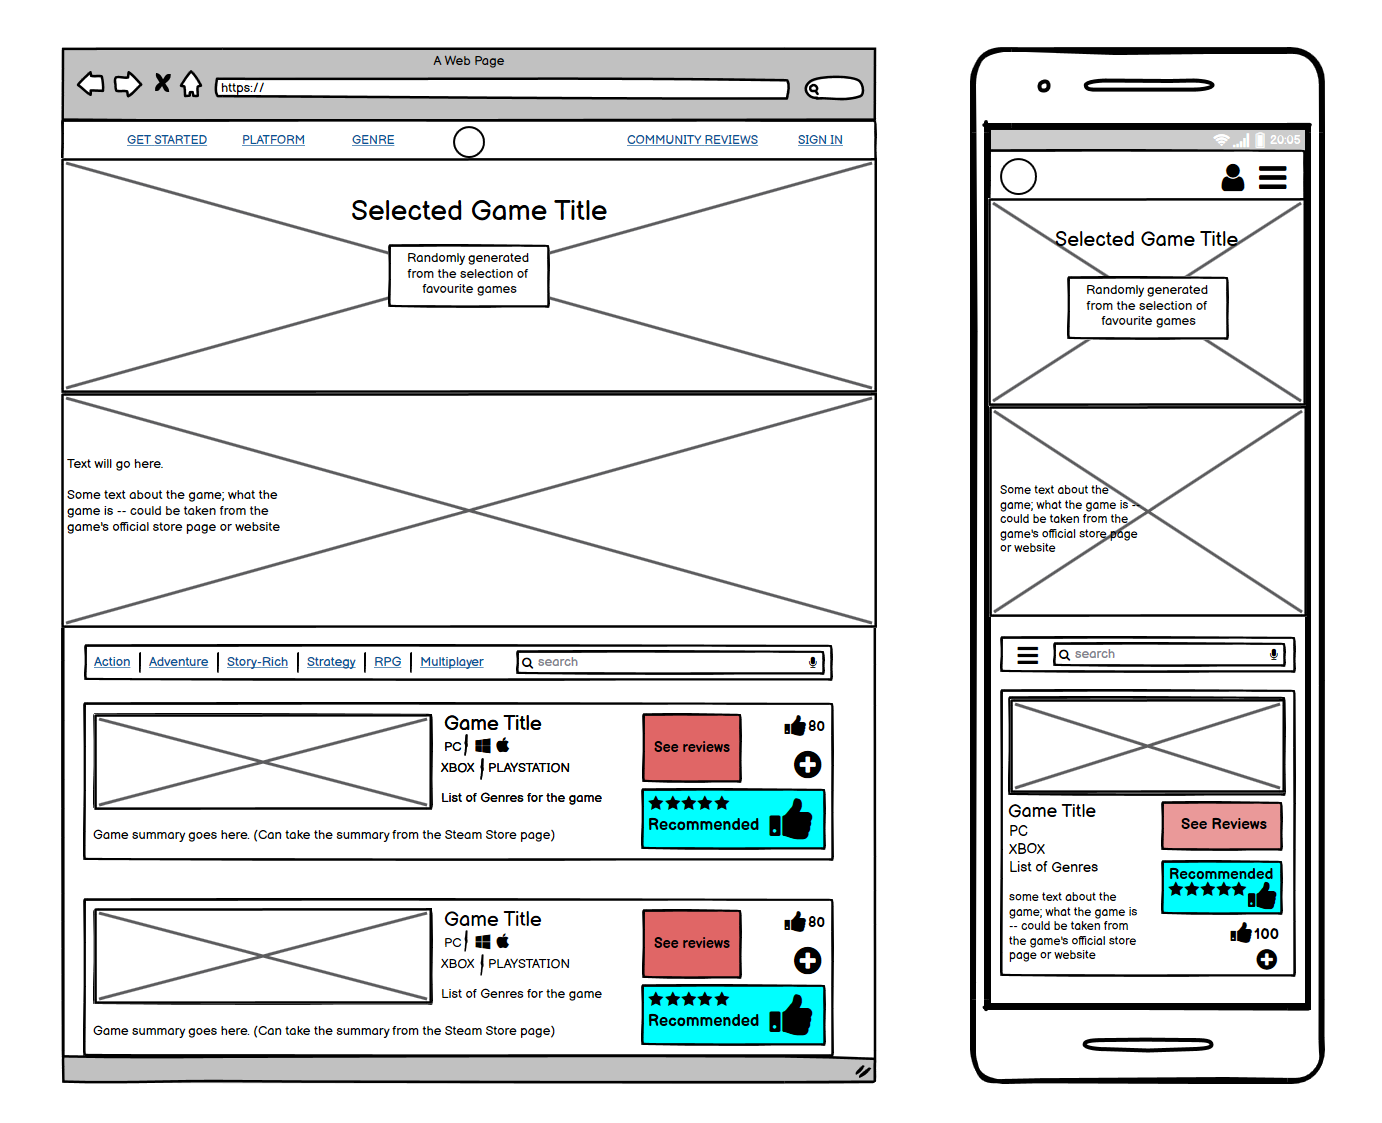 A Web Page
https://
GET STARTED PLATFORM GENRE COMMUNITY REVIEWS SIGN IN
Selected Game Title
Randomly generated
from the selection of
favourite games
Text will go here.
Some text about the game; what the
game is -- could be taken from the
game's official store page or website
Action Adventure Story-Rich Strategy RPG Multiplayer search
Game Title
PC
XBOX PLAYSTATION
List of Genres for the game
Game summary goes here. (Can take the summary from the Steam Store page)
See reviews
80
Recommended
Game Title
PC
XBOX PLAYSTATION
List of Genres for the game
Game summary goes here. (Can take the summary from the Steam Store page)
See reviews
80
Recommended
20:05
Selected Game Title
Randomly generated
from the selection of
favourite games
Some text about the
game; what the game is --
could be taken from the
game's official store page
or website
search
Game Title
PC
XBOX
List of Genres
some text about the
game; what the game is
-- could be taken from
the game's official store
page or website
See Reviews
Recommended
100